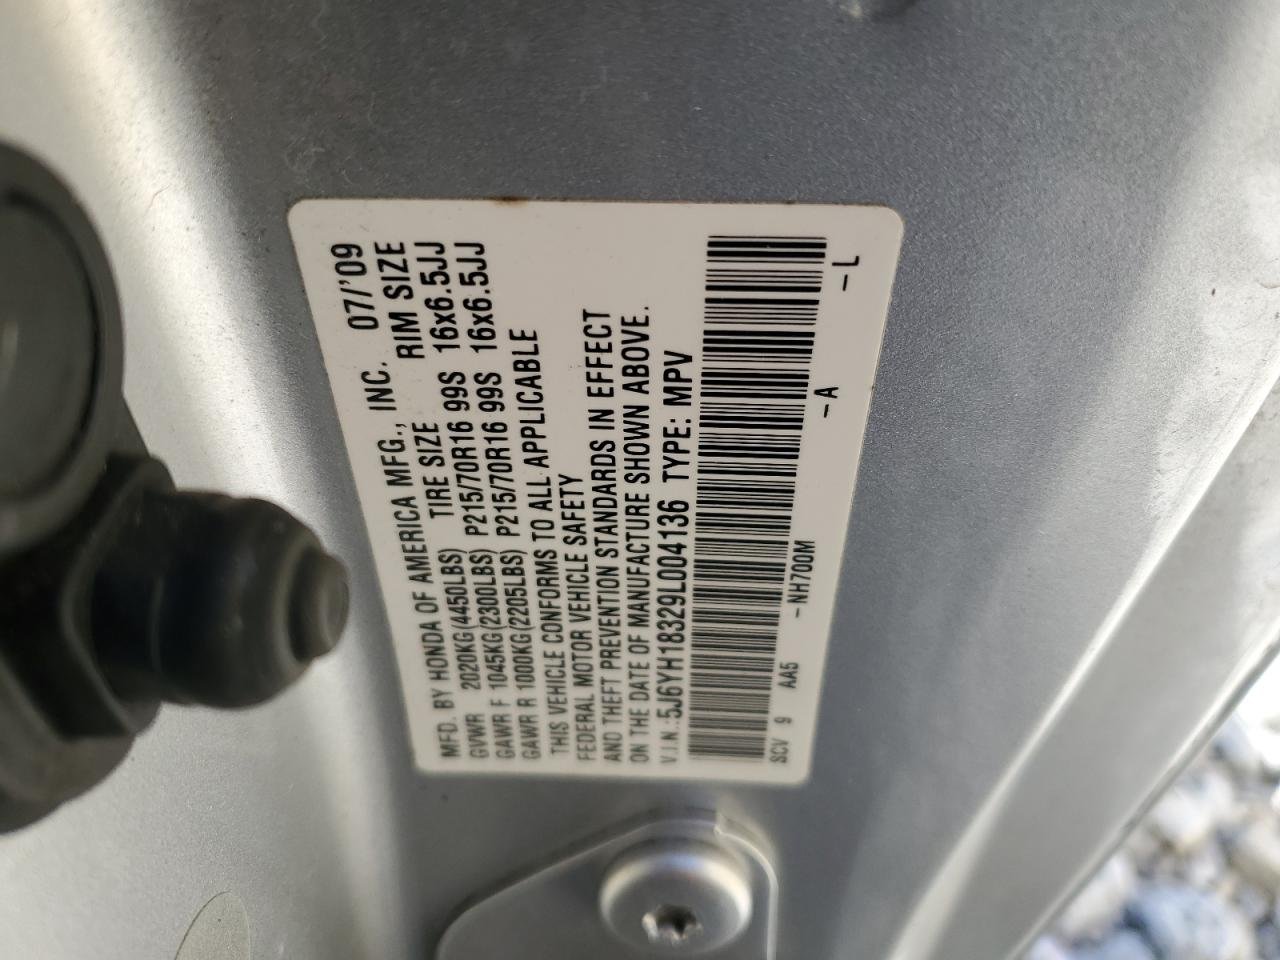 MFD. BY HONDA OF AMERICA MFG., INC. 07/'09
GVWR 2020KG(4450LBS) TIRE SIZE RIM SIZE
GAWR F 1045KG(2300LBS) P215/70R16 99S 16x6.5JJ
GAWR R 1000KG(2205LBS) P215/70R16 99S 16x6.5JJ
THIS VEHICLE CONFORMS TO ALL APPLICABLE
FEDERAL MOTOR VEHICLE SAFETY
AND THEFT PREVENTION STANDARDS IN EFFECT
ON THE DATE OF MANUFACTURE SHOWN ABOVE.
V.I.N.:5J6YH18329L004136 TYPE: MPV
SCV 9 AA5 -NH700M -A -L